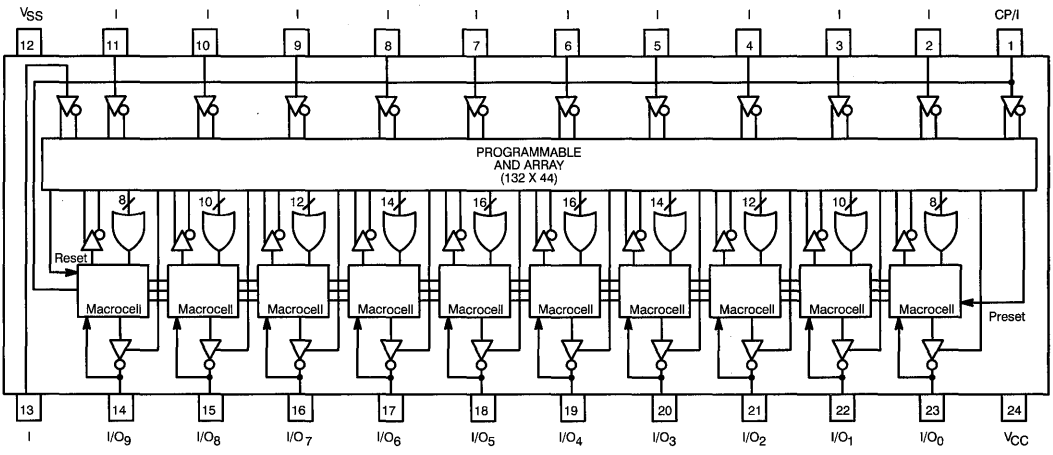 VSS I I I I I I I I I I CP/I
12 11 10 9 8 7 6 5 4 3 2 1
PROGRAMMABLE
AND ARRAY
(132 X 44)
8 10 12 14 16 16 14 12 10 8
Reset
Macrocell Macrocell Macrocell Macrocell Macrocell Macrocell Macrocell Macrocell Macrocell Macrocell
Preset
13 14 15 16 17 18 19 20 21 22 23 24
I I/O9 I/O8 I/O7 I/O6 I/O5 I/O4 I/O3 I/O2 I/O1 I/O0 VCC